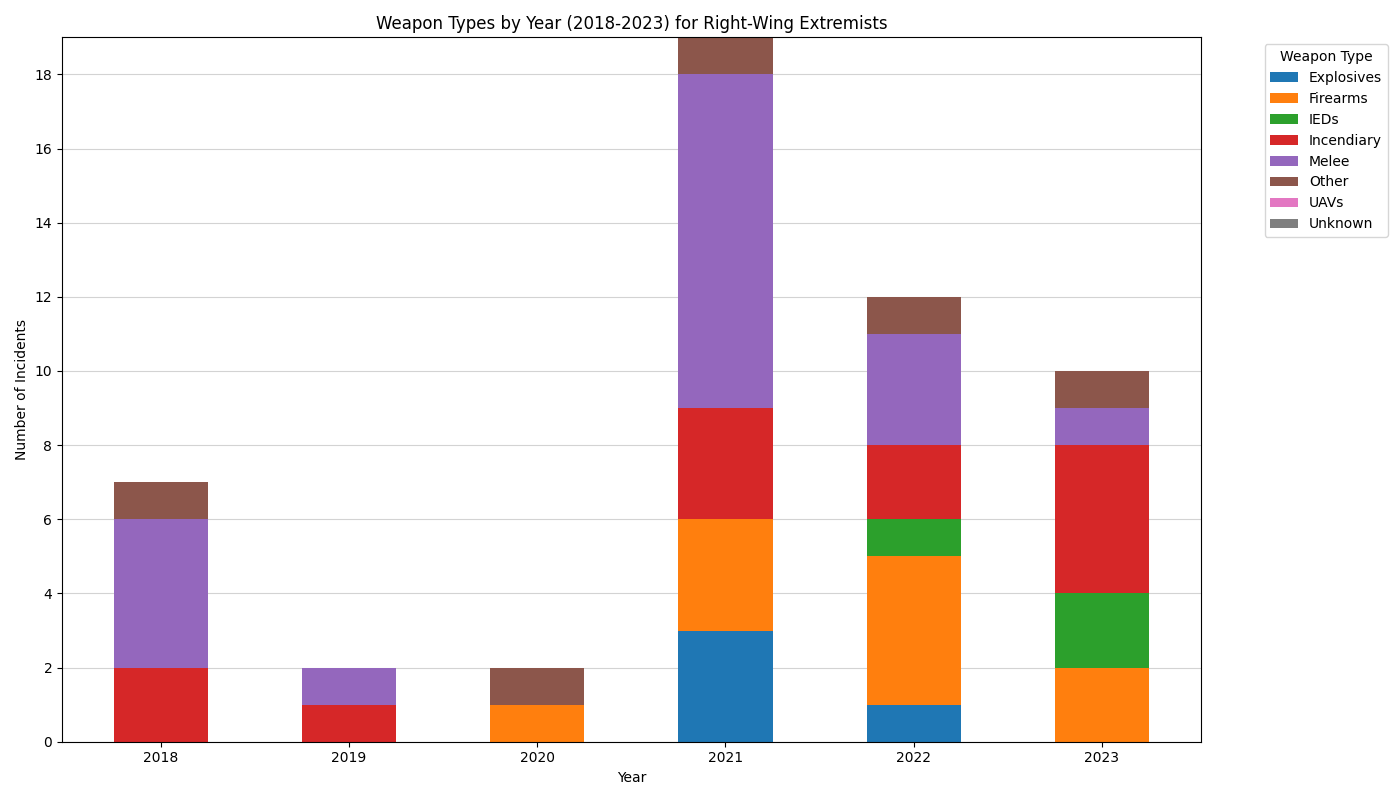 Weapon Types by Year (2018-2023) for Right-Wing Extremists
Weapon Type
Explosives
Firearms
IEDs
Incendiary
Melee
Other
UAVs
Unknown
Number of Incidents
18
16
14
12
10
8
6
4
2
0
2018 2019 2020 2021 2022 2023
Year